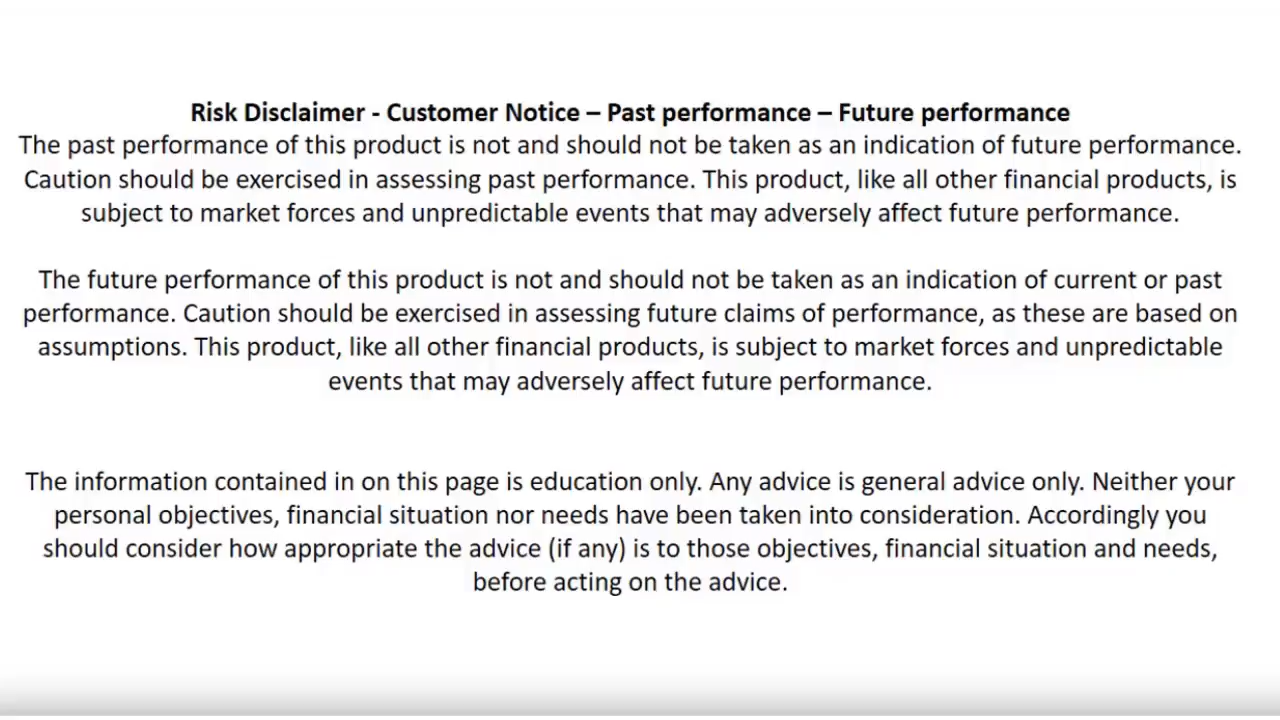 Risk Disclaimer - Customer Notice – Past performance – Future performance
The past performance of this product is not and should not be taken as an indication of future performance.
Caution should be exercised in assessing past performance. This product, like all other financial products, is
subject to market forces and unpredictable events that may adversely affect future performance.
The future performance of this product is not and should not be taken as an indication of current or past
performance. Caution should be exercised in assessing future claims of performance, as these are based on
assumptions. This product, like all other financial products, is subject to market forces and unpredictable
events that may adversely affect future performance.
The information contained in on this page is education only. Any advice is general advice only. Neither your
personal objectives, financial situation nor needs have been taken into consideration. Accordingly you
should consider how appropriate the advice (if any) is to those objectives, financial situation and needs,
before acting on the advice.